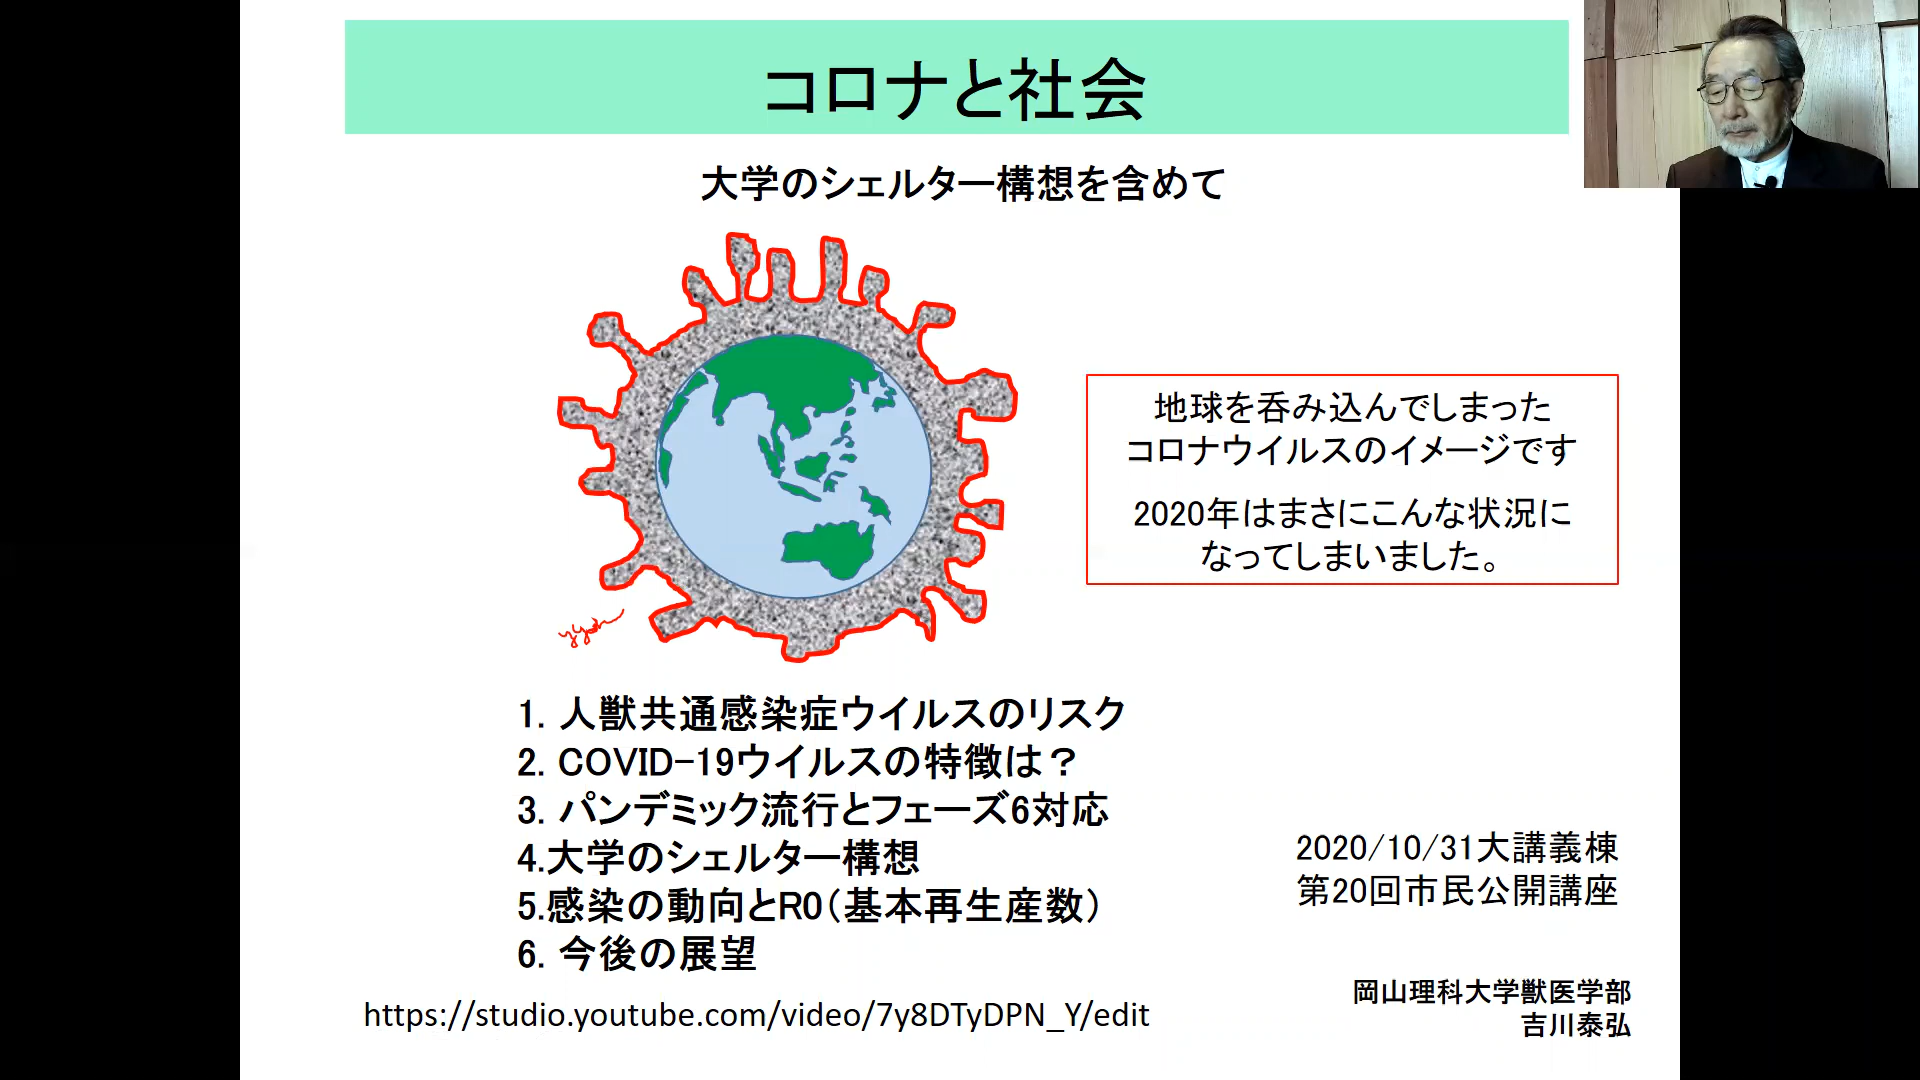 コロナと社会
大学のシェルター構想を含めて
地球を呑み込んでしまった
コロナウイルスのイメージです
2020年はまさにこんな状況に
なってしまいました。
1. 人獣共通感染症ウイルスのリスク
2. COVID-19ウイルスの特徴は？
3. パンデミック流行とフェーズ6対応
4.大学のシェルター構想
5.感染の動向とR0（基本再生産数）
6. 今後の展望
2020/10/31大講義棟
第20回市民公開講座
https://studio.youtube.com/video/7y8DTyDPN_Y/edit
岡山理科大学獣医学部
吉川泰弘